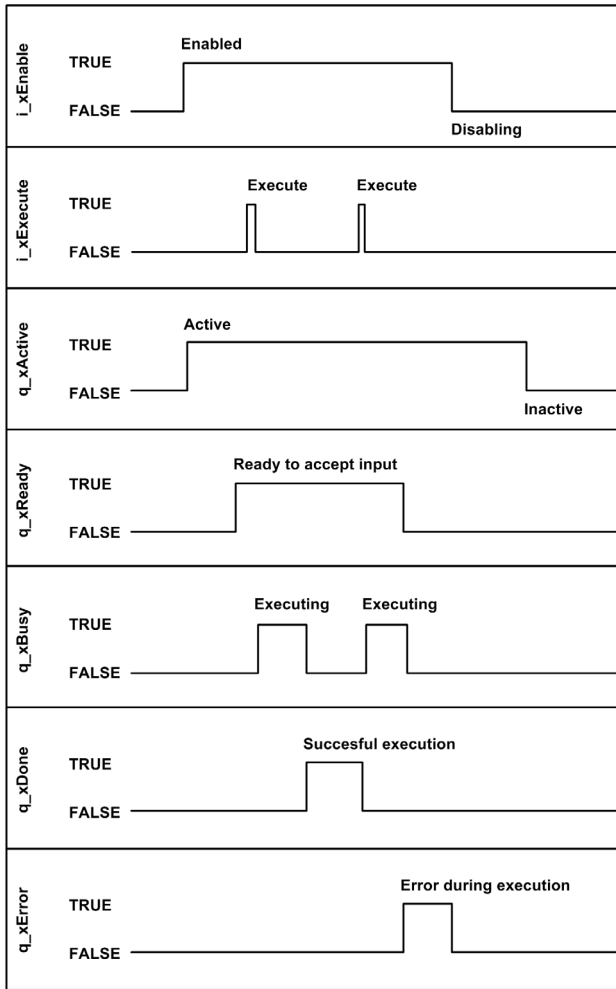 i_xEnable
Enabled
TRUE
FALSE
Disabling
i_xExecute
Execute Execute
TRUE
FALSE
q_xActive
Active
TRUE
FALSE
Inactive
q_xReady
Ready to accept input
TRUE
FALSE
q_xBusy
Executing Executing
TRUE
FALSE
q_xDone
Succesful execution
TRUE
FALSE
q_xError
Error during execution
TRUE
FALSE